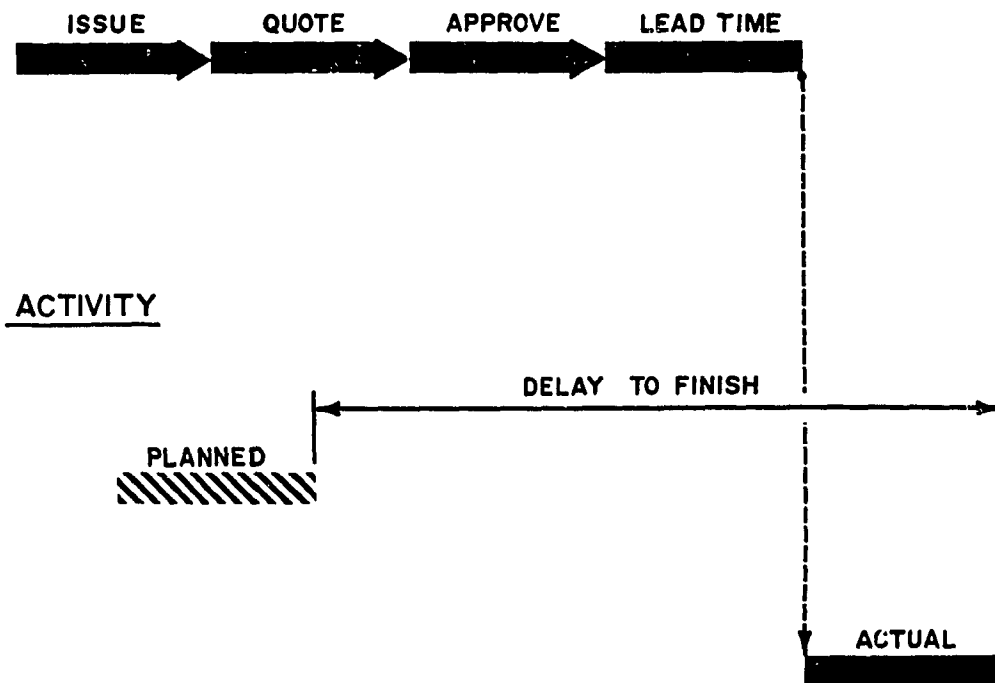 ISSUE QUOTE APPROVE LEAD TIME
ACTIVITY
DELAY TO FINISH
PLANNED
ACTUAL